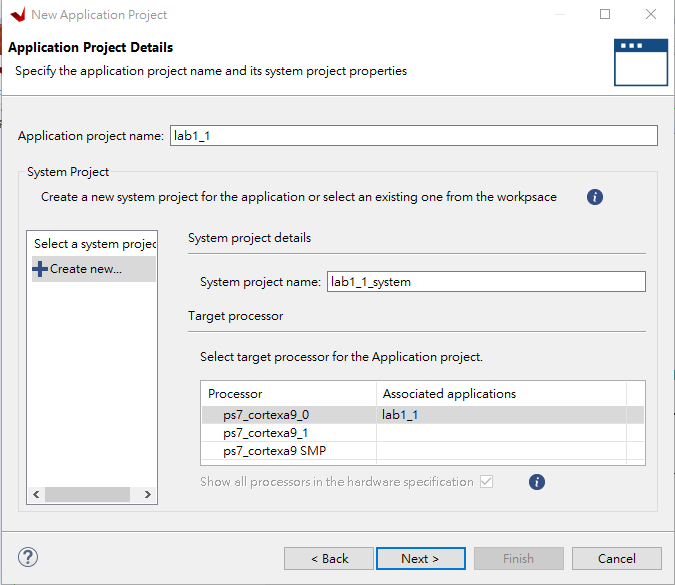 New Application Project
Application Project Details
Specify the application project name and its system project properties
Application project name: lab1_1
System Project
Create a new system project for the application or select an existing one from the workpsace
Select a system projec
Create new...
System project details
System project name: lab1_1_system
Target processor
Select target processor for the Application project.
Processor Associated applications
ps7_cortexa9_0 lab1_1
ps7_cortexa9_1
ps7_cortexa9 SMP
Show all processors in the hardware specification
< Back Next > Finish Cancel